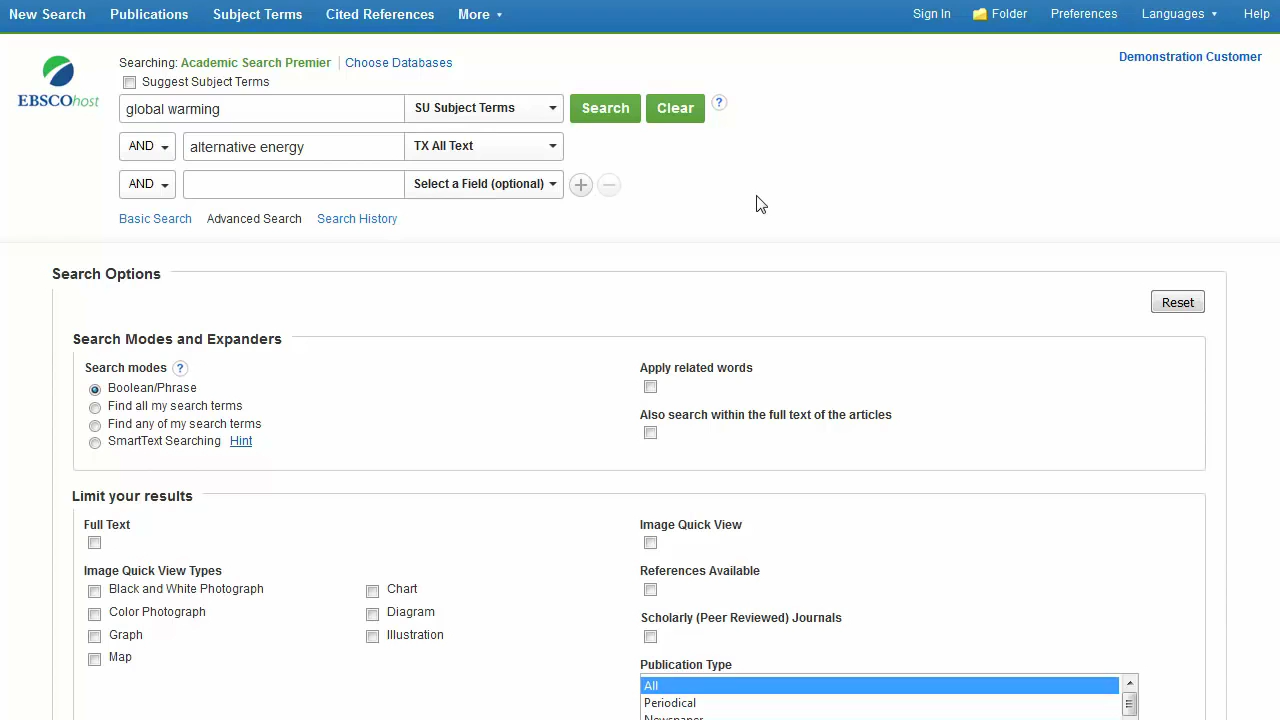 New Search Publications Subject Terms Cited References More Sign In Folder Preferences Languages Help
Searching: Academic Search Premier Choose Databases Demonstration Customer
Suggest Subject Terms
EBSCOhost
global warming SU Subject Terms Search Clear ?
AND alternative energy TX All Text
AND Select a Field (optional)
Basic Search Advanced Search Search History
Search Options
Reset
Search Modes and Expanders
Search modes ? Apply related words
Boolean/Phrase
Find all my search terms
Also search within the full text of the articles
Find any of my search terms
SmartText Searching Hint
Limit your results
Full Text Image Quick View
Image Quick View Types References Available
Black and White Photograph Chart
Color Photograph Diagram
Scholarly (Peer Reviewed) Journals
Graph Illustration
Map
Publication Type
All
Periodical
Newspaper